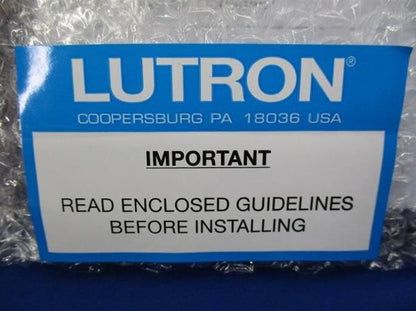 LUTRON®
COOPERSBURG PA 18036 USA
IMPORTANT
READ ENCLOSED GUIDELINES
BEFORE INSTALLING